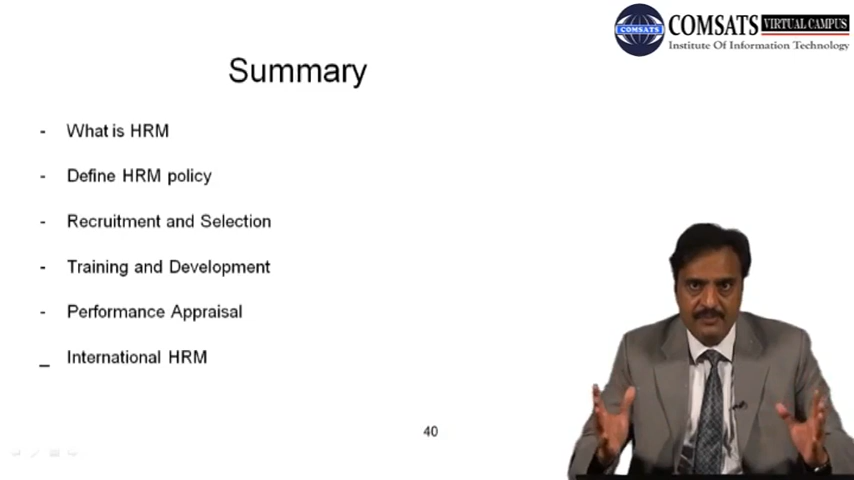 COMSATS VIRTUAL CAMPUS
COMSATS
Institute Of Information Technology
Summary
- What is HRM
- Define HRM policy
- Recruitment and Selection
- Training and Development
- Performance Appraisal
_ International HRM
40